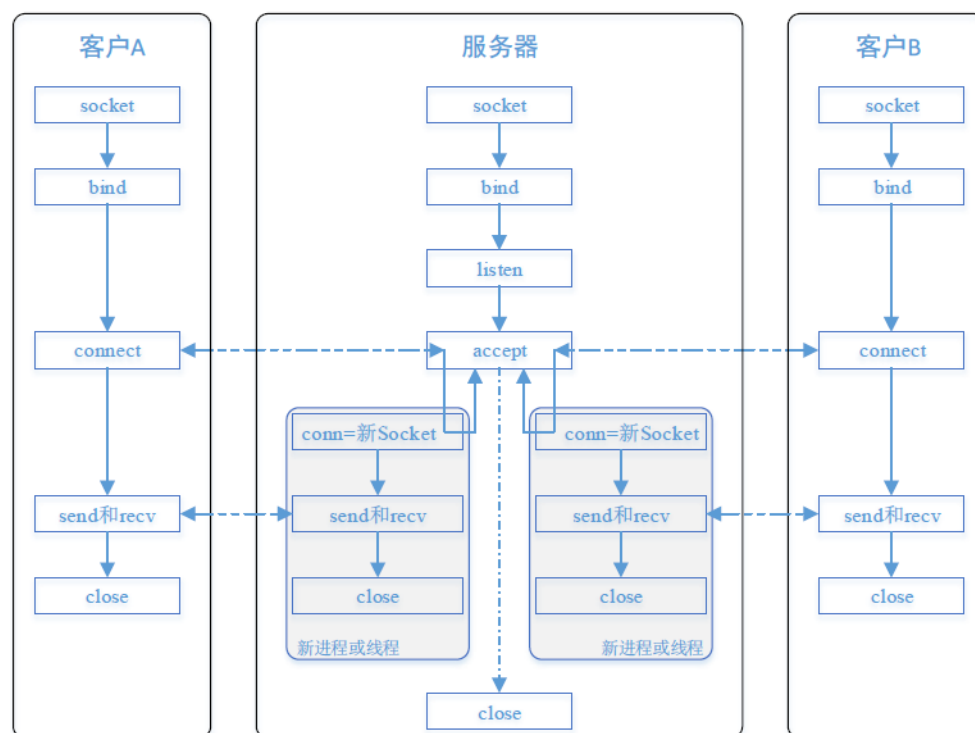 客户A
socket
bind
connect
send和recv
close
服务器
socket
bind
listen
accept
conn=新Socket
send和recv
close
新进程或线程
conn=新Socket
send和recv
close
新进程或线程
close
客户B
socket
bind
connect
send和recv
close